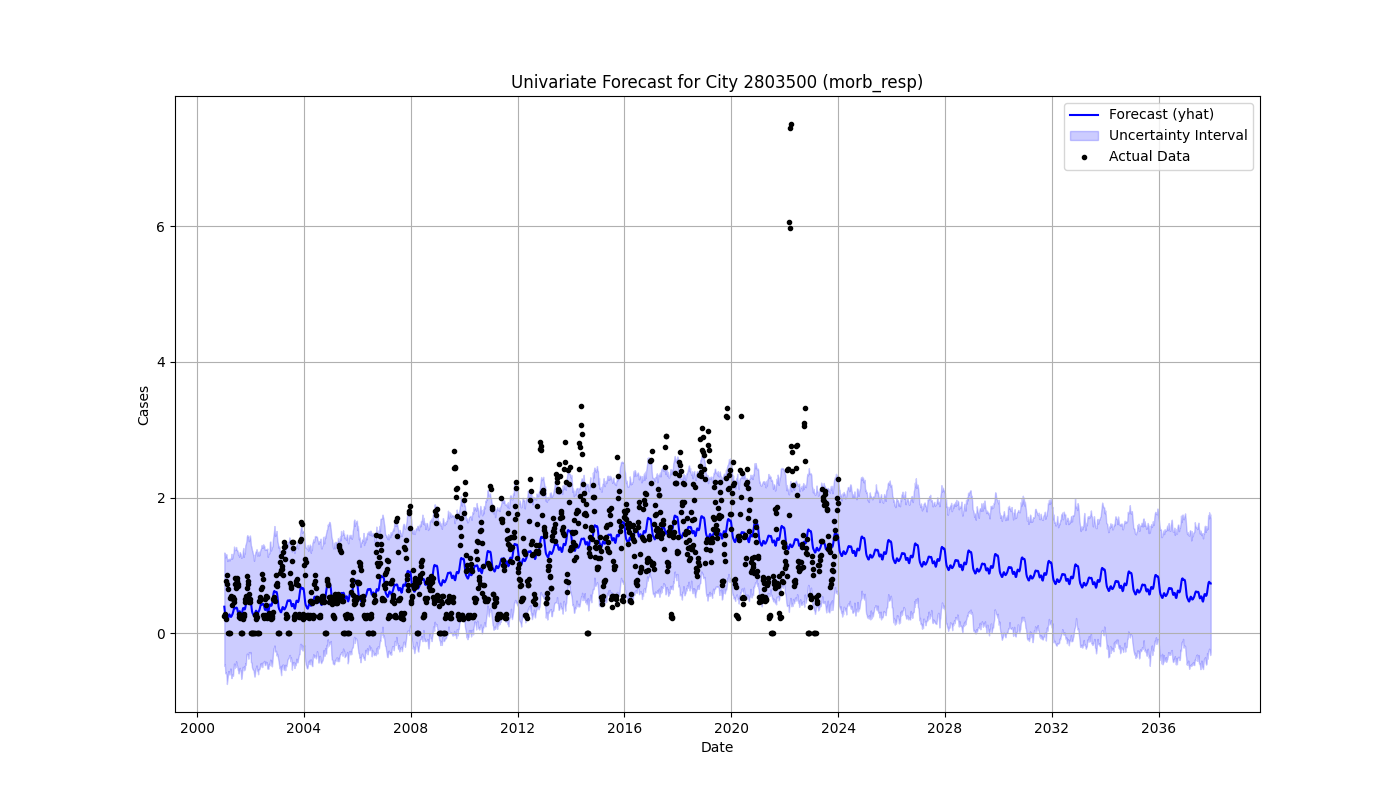 Univariate Forecast for City 2803500 (morb_resp)
Forecast (yhat)
Uncertainty Interval
Actual Data
Cases
6
4
2
0
2000 2004 2008 2012 2016 2020 2024 2028 2032 2036
Date